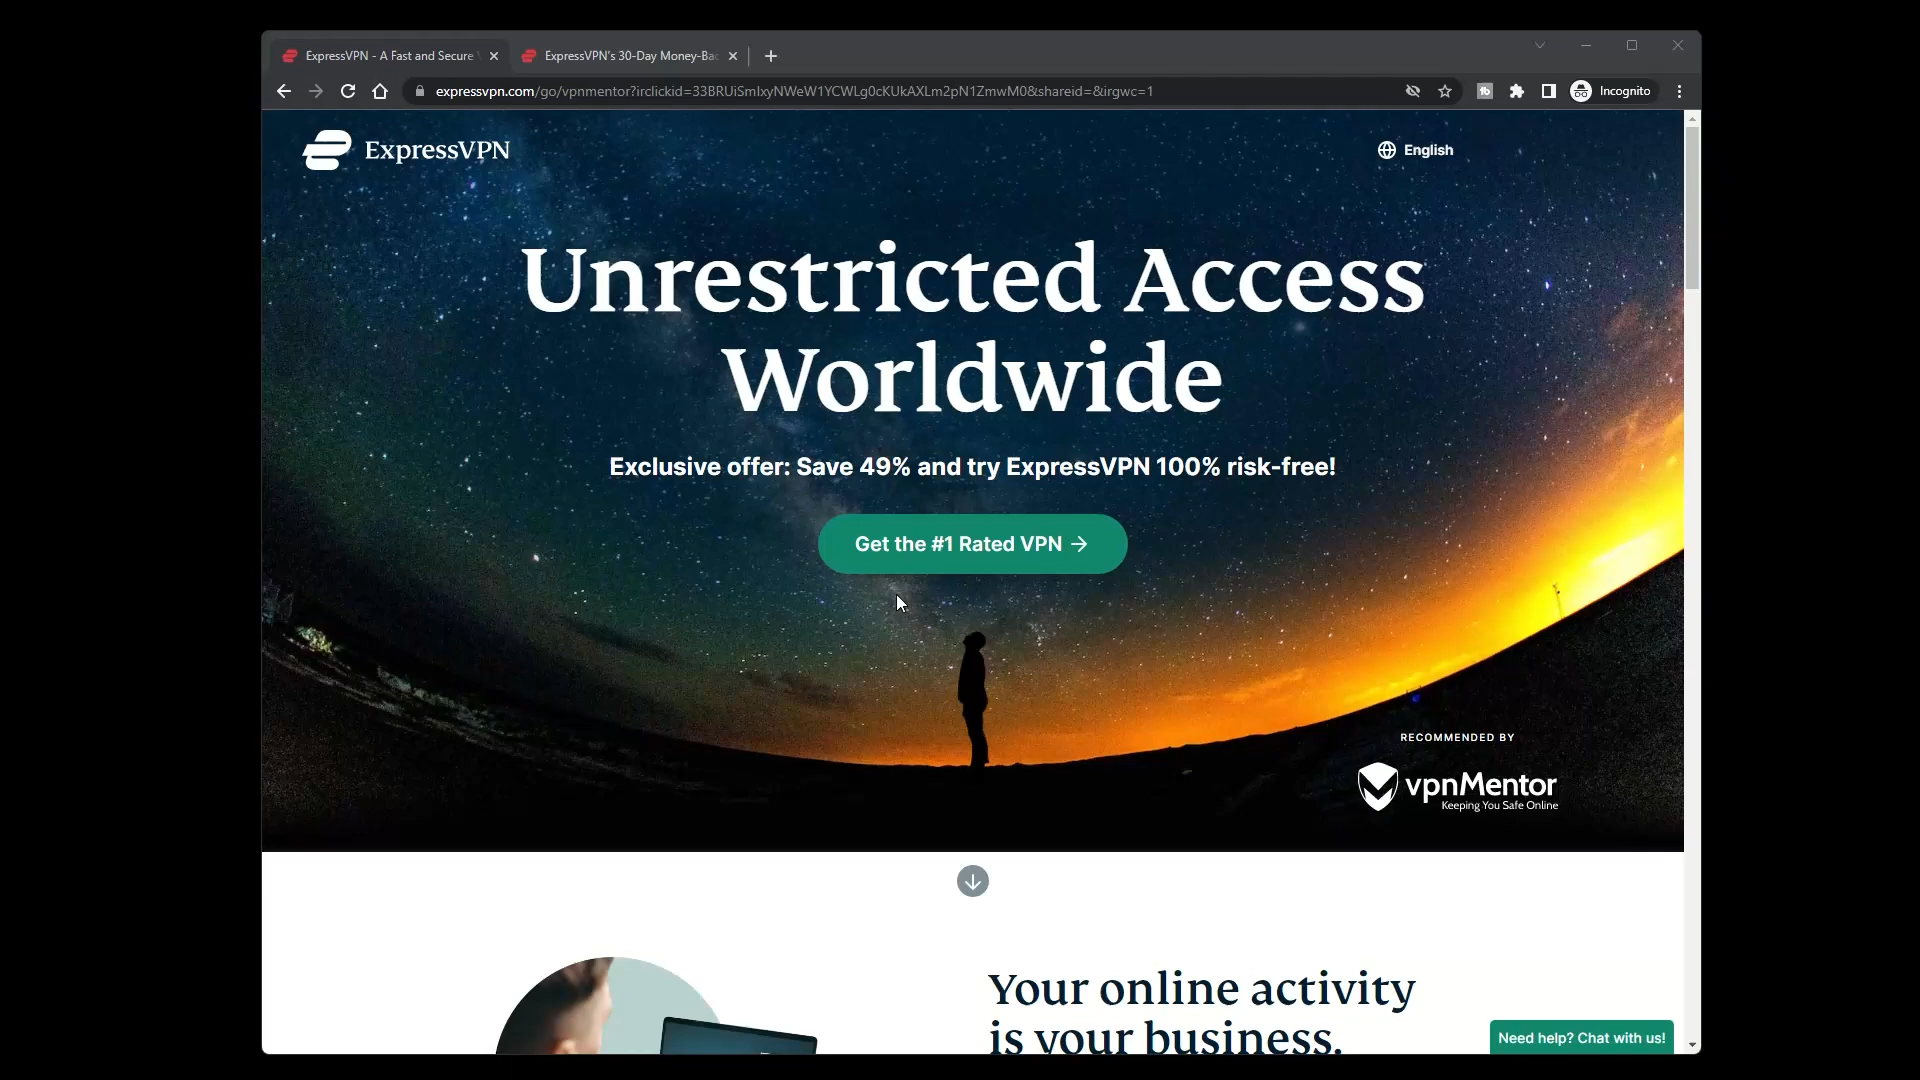 ExpressVPN - A Fast and Secure
ExpressVPN's 30-Day Money-Bac
expressvpn.com/go/vpnmentor?irclickid=33BRUiSmIxyNWeW1YCWLg0cKUkAXLm2pN1ZmwM0&shareid=&irgwc=1
Incognito
ExpressVPN
English
Unrestricted Access
Worldwide
Exclusive offer: Save 49% and try ExpressVPN 100% risk-free!
Get the #1 Rated VPN →
RECOMMENDED BY
vpnMentor
Keeping You Safe Online
Your online activity
is your business.
Need help? Chat with us!